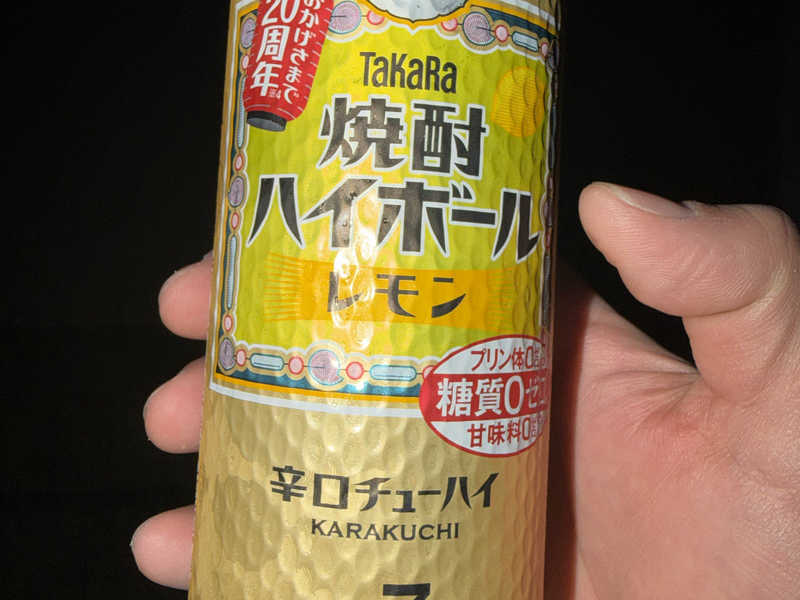 おかげさまで
20周年
TaKaRa
焼酎
ハイボール
レモン
プリン体0
糖質0ゼロ
甘味料0
辛口チューハイ
KARAKUCHI